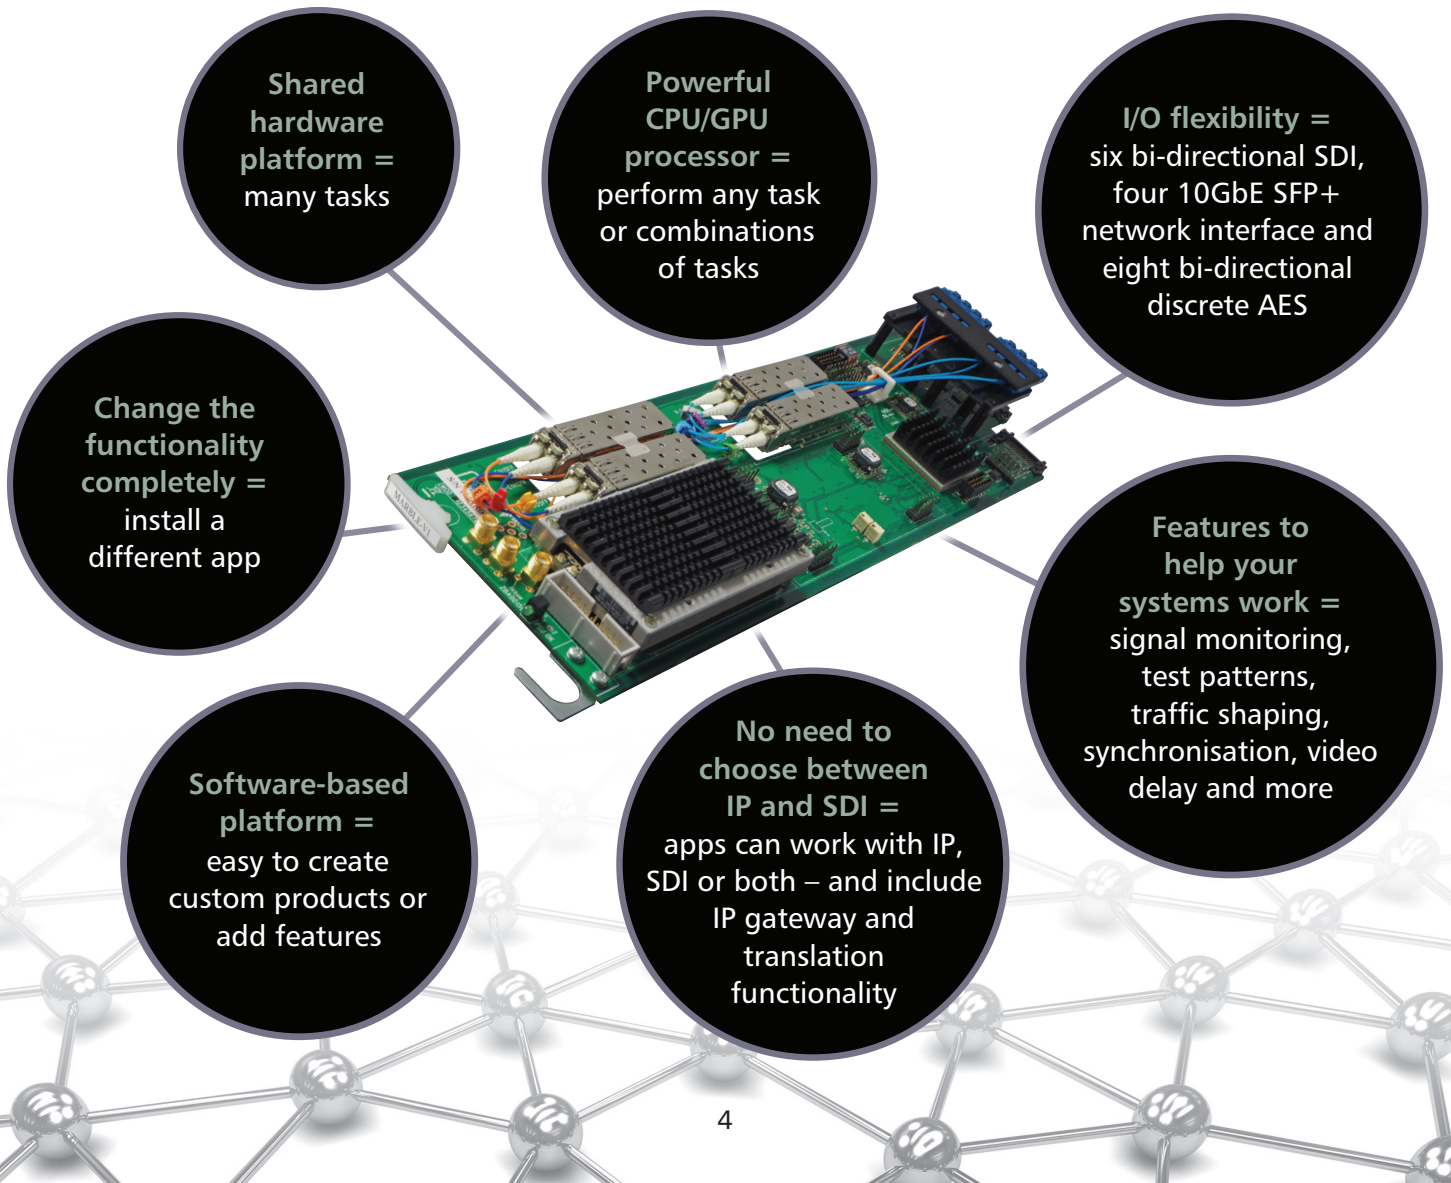 Shared
hardware
platform =
many tasks
Powerful
CPU/GPU
processor =
perform any task
or combinations
of tasks
I/O flexibility =
six bi-directional SDI,
four 10GbE SFP+
network interface and
eight bi-directional
discrete AES
Change the
functionality
completely =
install a
different app
MARBLE-V1
Features to
help your
systems work =
signal monitoring,
test patterns,
traffic shaping,
synchronisation, video
delay and more
Software-based
platform =
easy to create
custom products or
add features
No need to
choose between
IP and SDI =
apps can work with IP,
SDI or both – and include
IP gateway and
translation
functionality
4